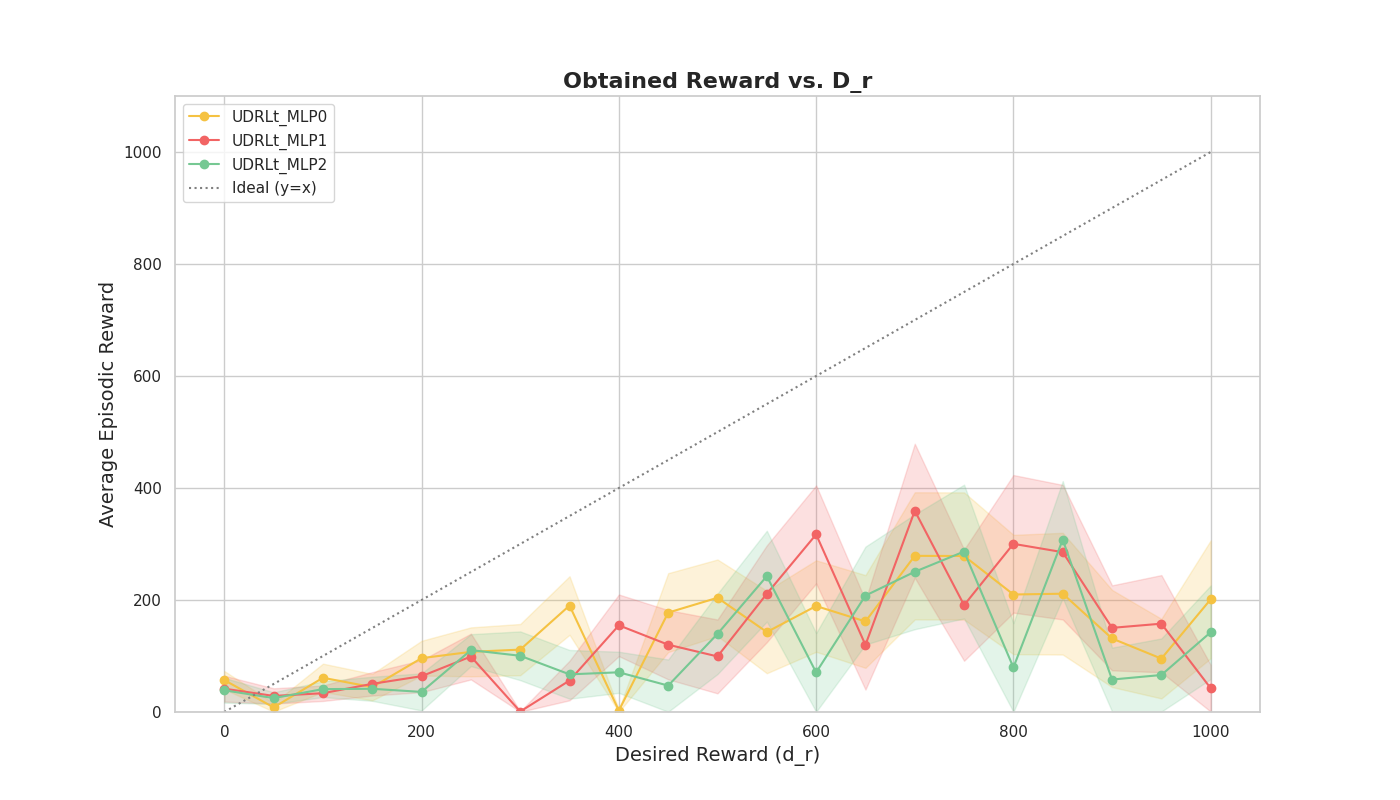 Obtained Reward vs. D_r
UDRLt_MLP0
UDRLt_MLP1
UDRLt_MLP2
Ideal (y=x)
Average Episodic Reward
1000
800
600
400
200
0
0 200 400 600 800 1000
Desired Reward (d_r)